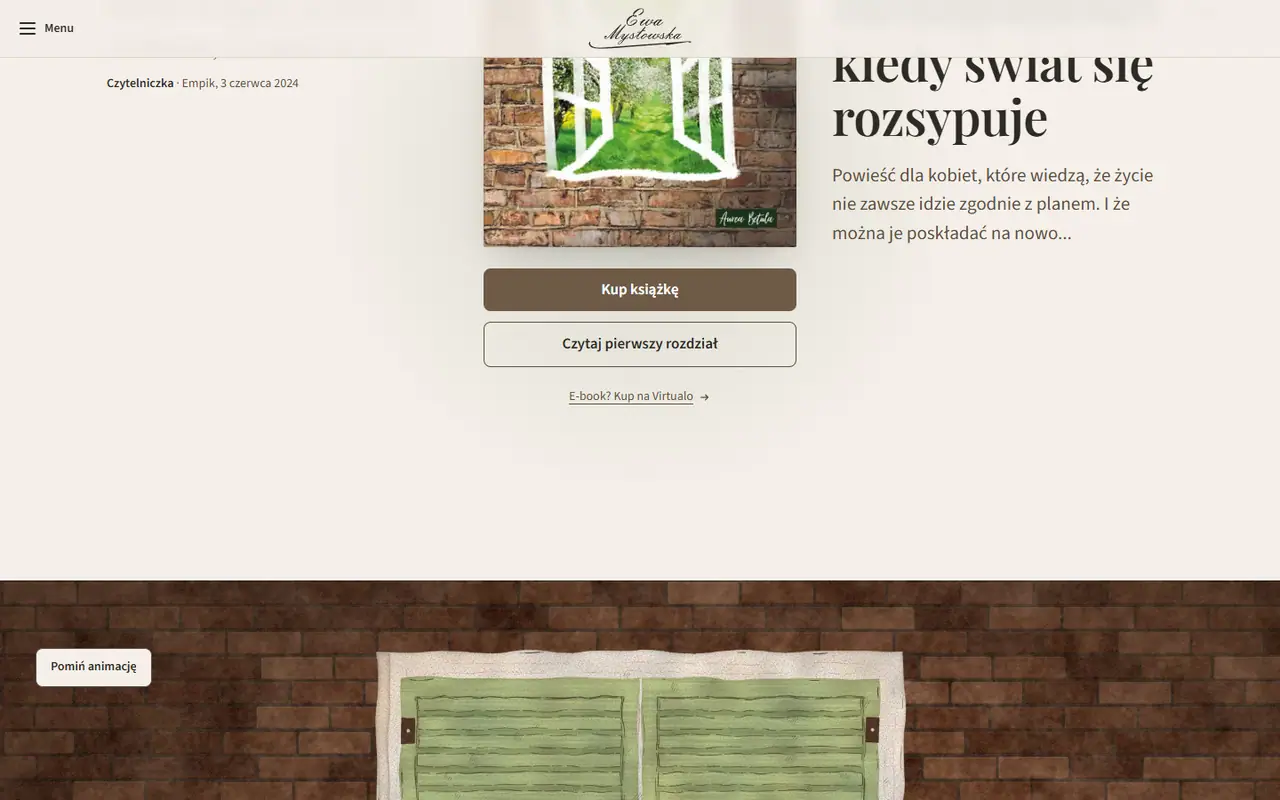 Menu
Ewa
Mysłowska
Czytelniczka · Empik, 3 czerwca 2024
kiedy świat się
rozsypuje
Powieść dla kobiet, które wiedzą, że życie
nie zawsze idzie zgodnie z planem. I że
można je poskładać na nowo...
Aurea Betula
Kup książkę
Czytaj pierwszy rozdział
E-book? Kup na Virtualo →
Pomiń animację